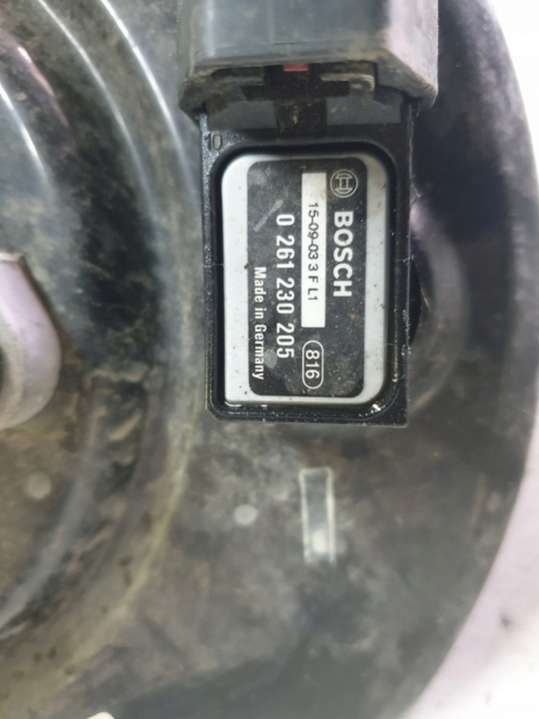 BOSCH
15-09-03 3 F L1
0 261 230 205
Made in Germany
816